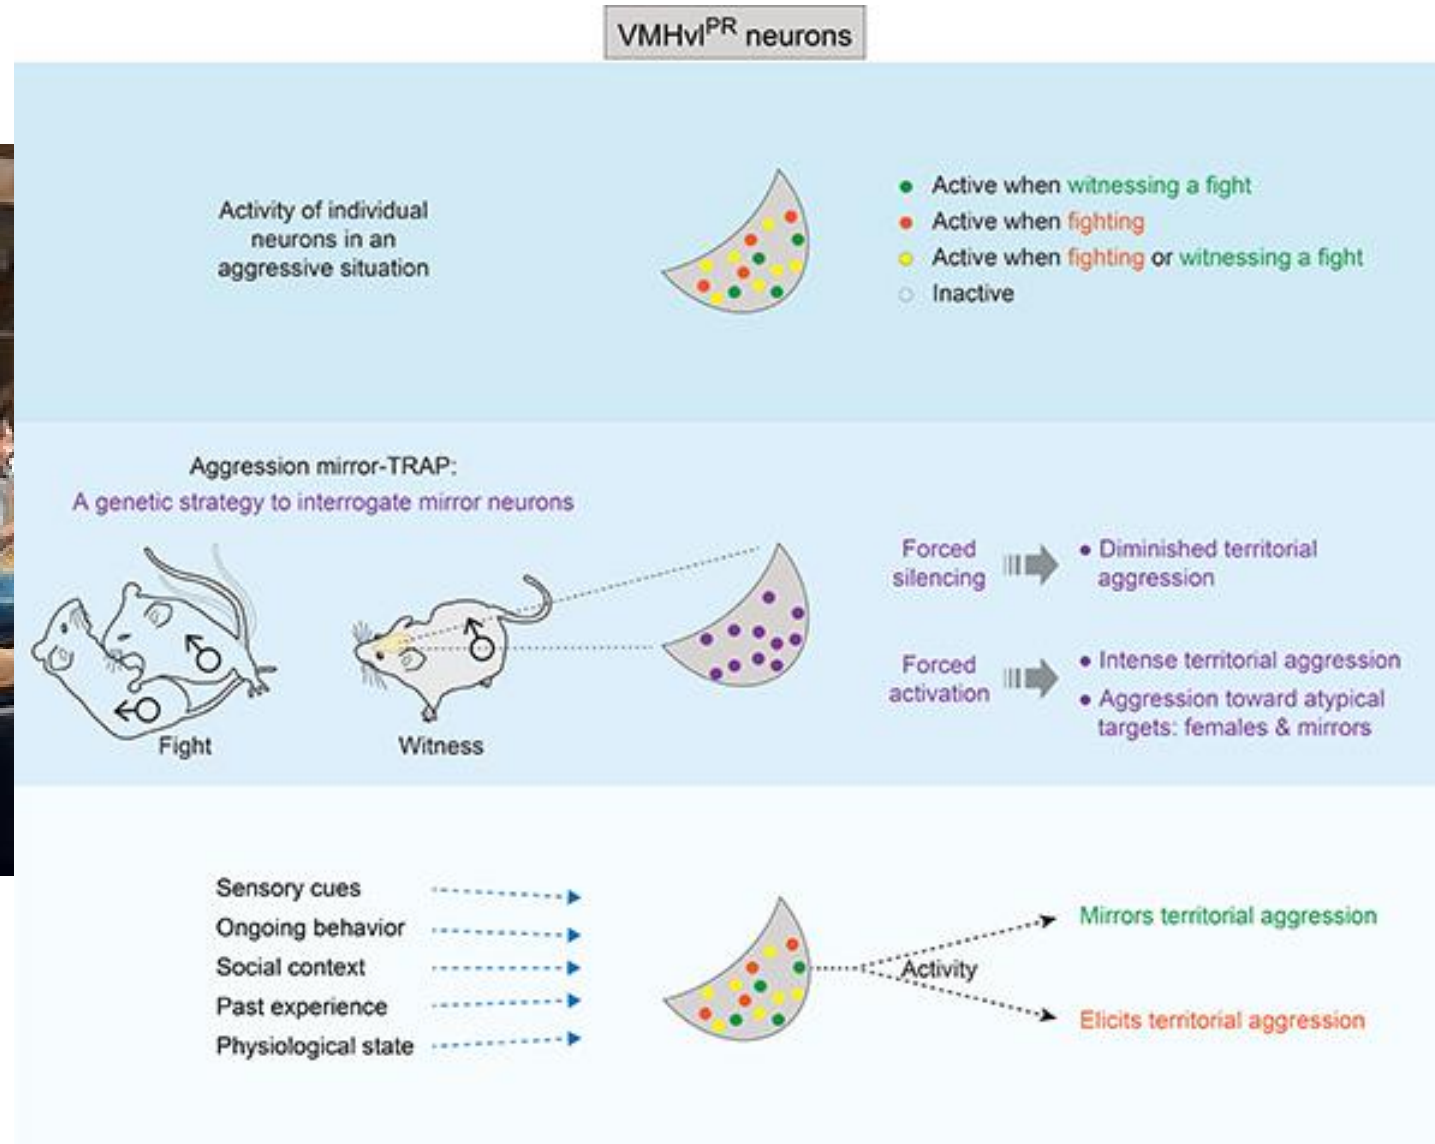 VMHvlPR neurons
Activity of individual
neurons in an
aggressive situation
Active when witnessing a fight
Active when fighting
Active when fighting or witnessing a fight
Inactive
Aggression mirror-TRAP:
A genetic strategy to interrogate mirror neurons
Fight
Witness
Forced
silencing
• Diminished territorial
aggression
Forced
activation
• Intense territorial aggression
• Aggression toward atypical
targets: females & mirrors
Sensory cues
Ongoing behavior
Social context
Past experience
Physiological state
Activity
Mirrors territorial aggression
Elicits territorial aggression